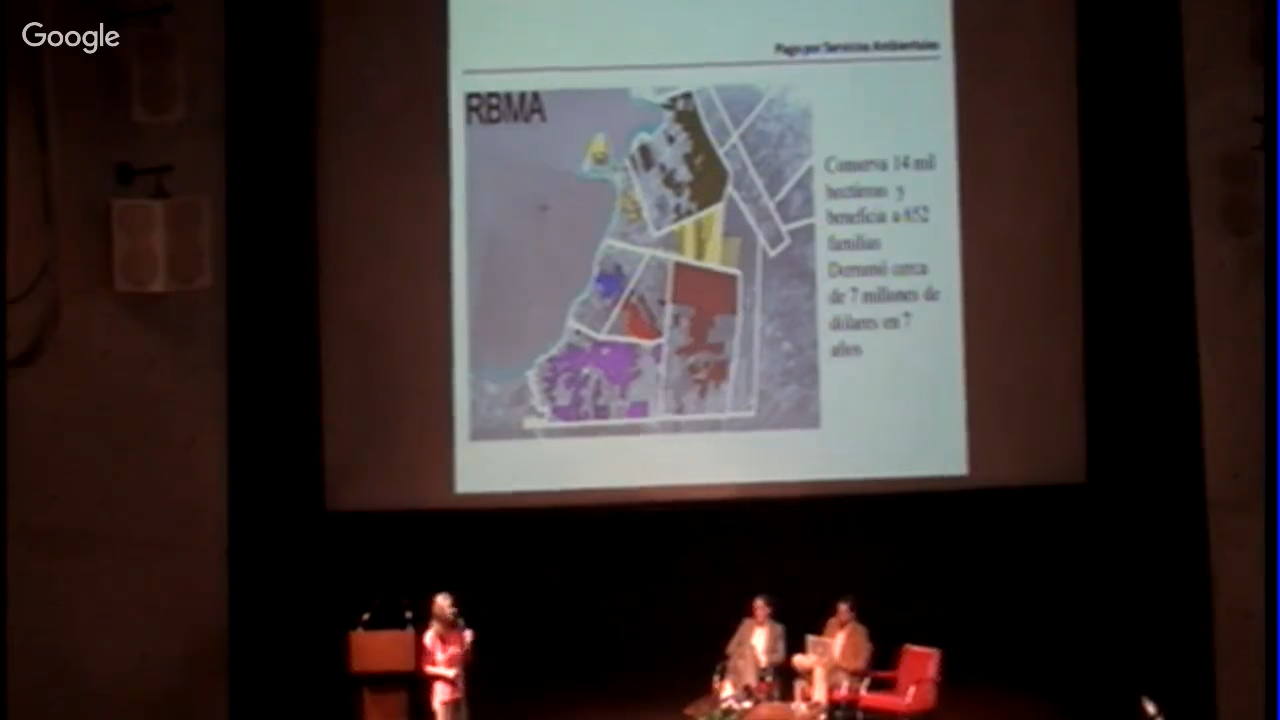 Google
Pago por Servicios Ambientales
RBMA
Conserva 14 mil
hectáreas y
beneficia a 652
familias
Derramó cerca
de 7 millones de
dólares en 7
años